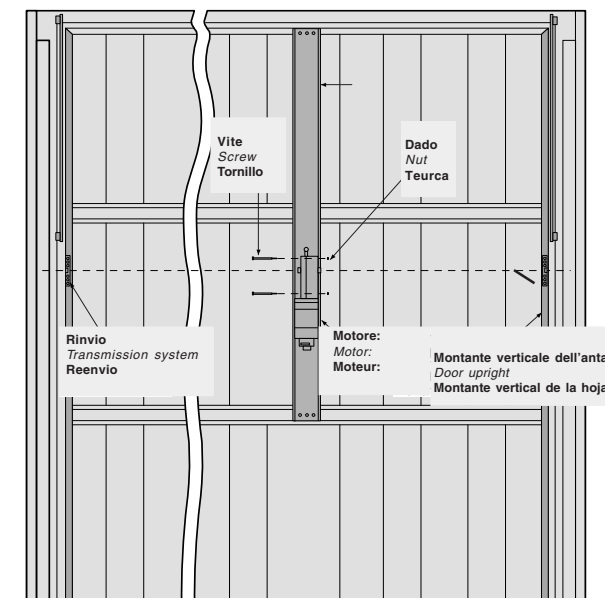 Vite
Screw
Tornillo
Dado
Nut
Teurca
Rinvio
Transmission system
Reenvio
Motore:
Motor:
Moteur:
Montante verticale dell'anta
Door upright
Montante vertical de la hoja